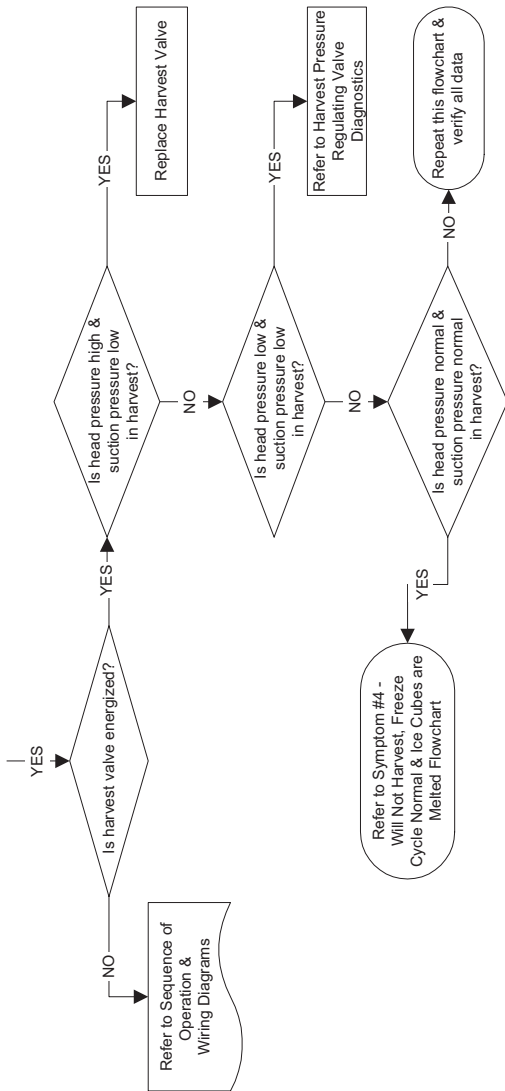 YES
Is harvest valve energized?
NO
Refer to Sequence of
Operation &
Wiring Diagrams
YES
Is head pressure high &
suction pressure low
in harvest?
YES
Replace Harvest Valve
NO
Is head pressure low &
suction pressure low
in harvest?
YES
Refer to Harvest Pressure
Regulating Valve
Diagnostics
NO
Is head pressure normal &
suction pressure normal
in harvest?
YES
Refer to Symptom #4 -
Will Not Harvest, Freeze
Cycle Normal & Ice Cubes are
Melted Flowchart
NO
Repeat this flowchart &
verify all data